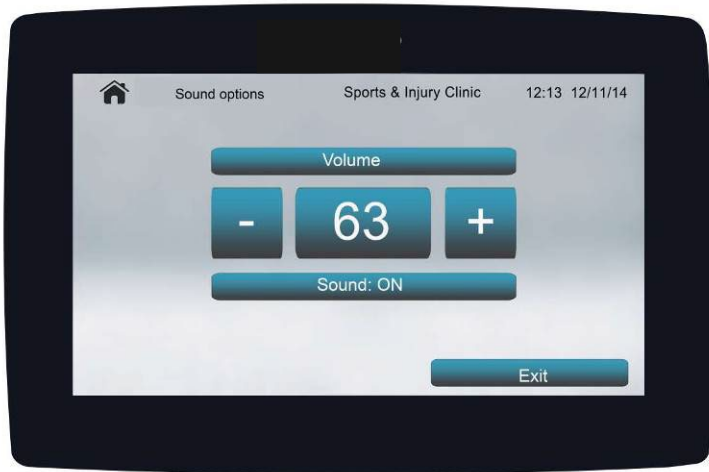 Sound options Sports & Injury Clinic 12:13 12/11/14
Volume
- 63 +
Sound: ON
Exit